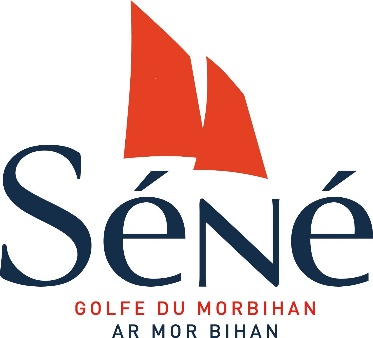 Séné
GOLFE DU MORBIHAN
AR MOR BIHAN